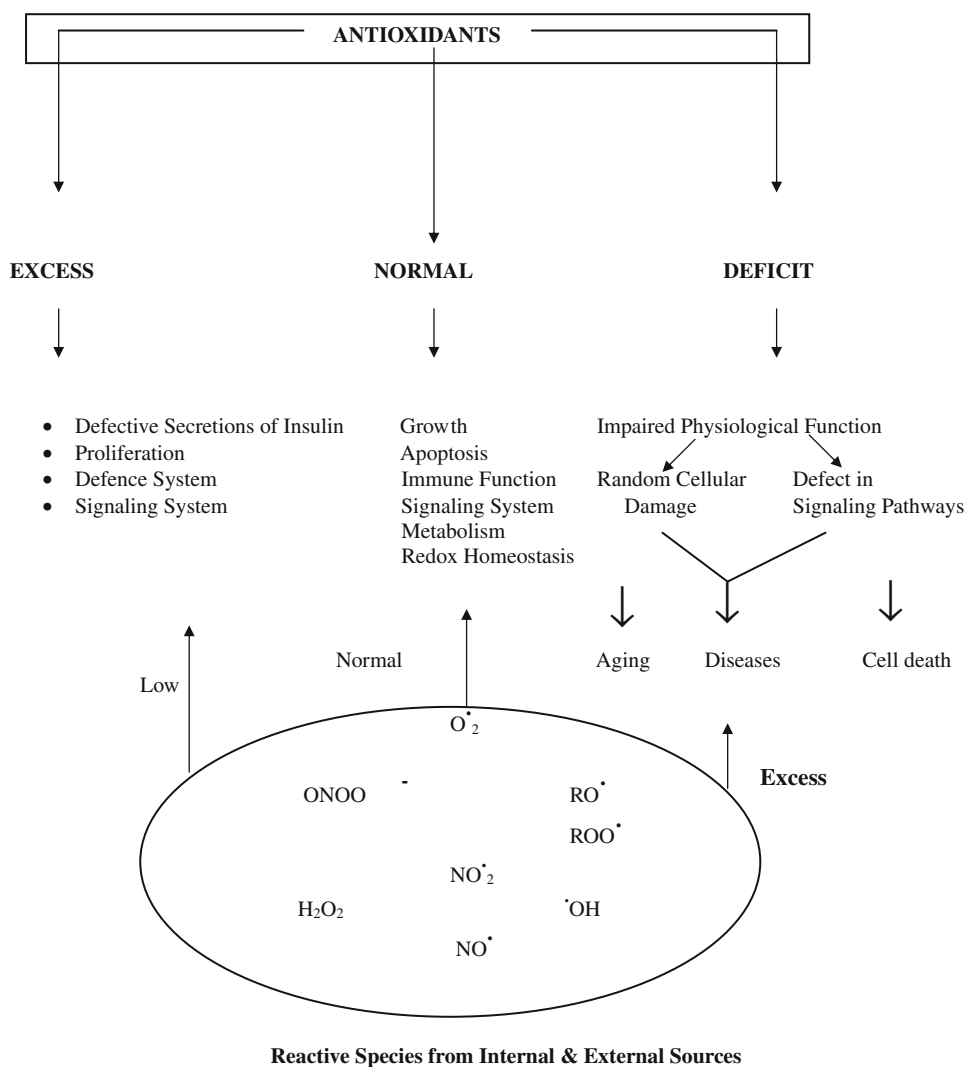 ANTIOXIDANTS
EXCESS
NORMAL
DEFICIT
• Defective Secretions of Insulin
• Proliferation
• Defence System
• Signaling System
Growth
Apoptosis
Immune Function
Signaling System
Metabolism
Redox Homeostasis
Impaired Physiological Function
Random Cellular
Damage
Defect in
Signaling Pathways
Aging
Diseases
Cell death
Low
Normal
Excess
O•2
ONOO -
RO•
ROO•
NO•2
H2O2
•OH
NO•
Reactive Species from Internal & External Sources